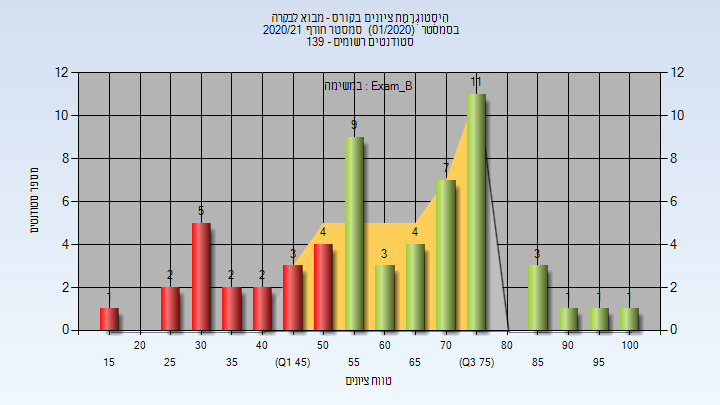 היסטוגרמת ציונים בקורס - מבוא לבקרה
בסמסטר (01/2020) סמסטר חורף 2020/21
סטודנטים רשומים - 139
במשימה : Exam_B
מספר סטודנטים
12 12
10 10
8 8
6 6
4 4
2 2
0 0
1 2 5 2 2 3 4 9 3 4 7 11 3 1 1 1
20 30 40 50 60 70 80 90 100
15 25 35 (Q1 45) 55 65 (Q3 75) 85 95
טווח ציונים